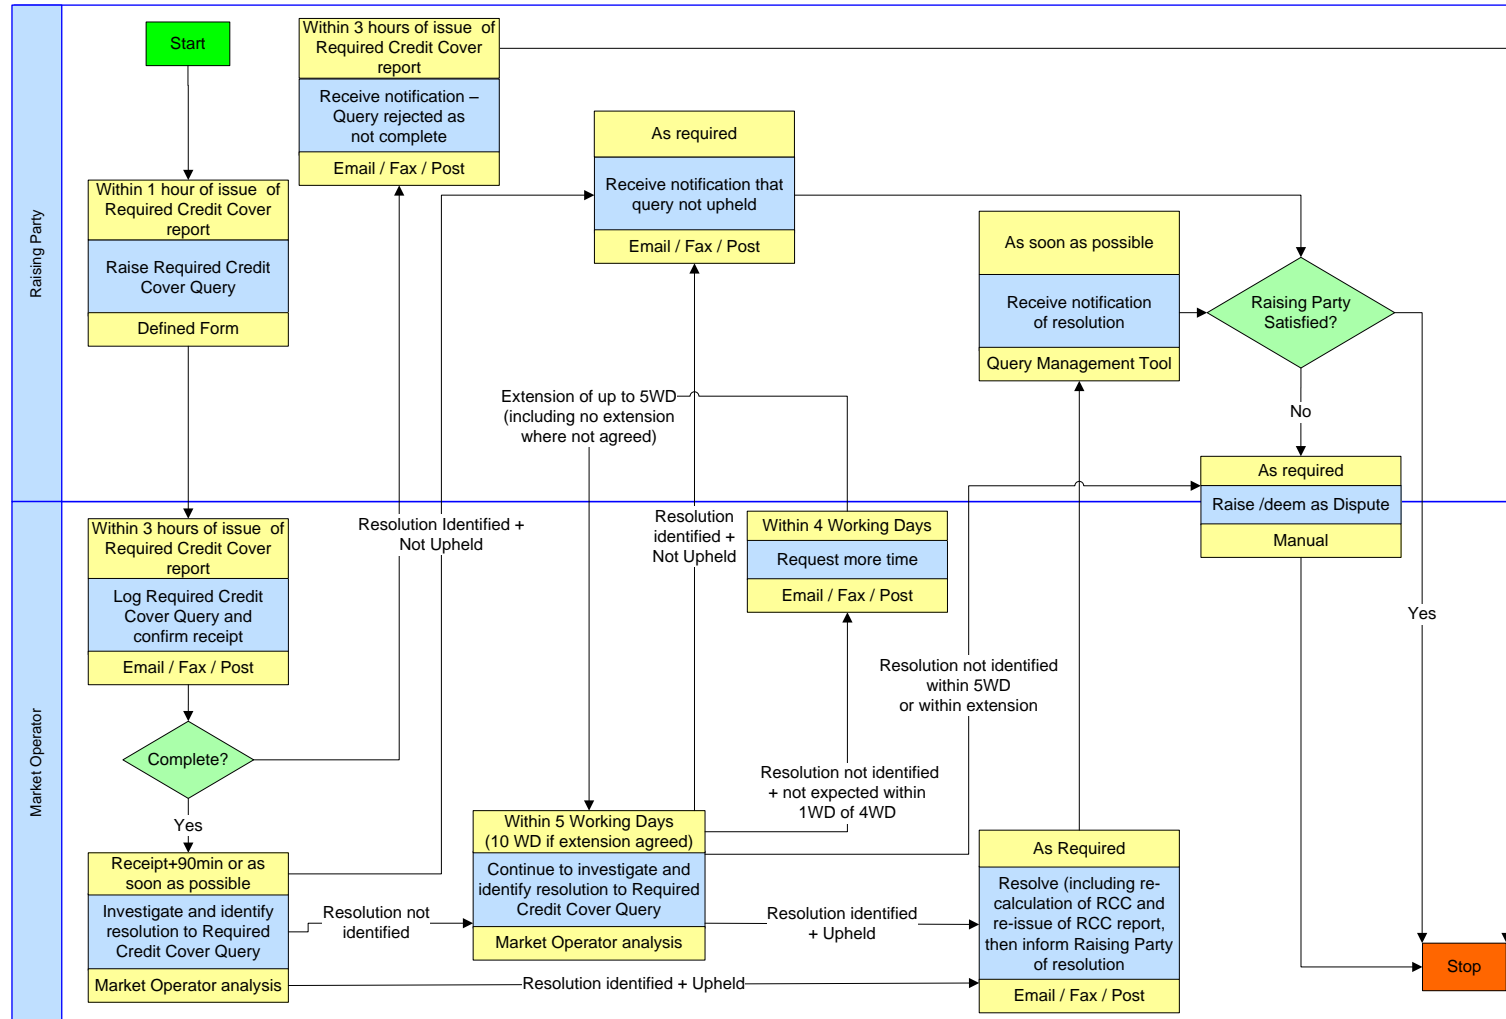 Raising Party
Market Operator
Start
Within 3 hours of issue of
Required Credit Cover
report
Receive notification –
Query rejected as
not complete
Email / Fax / Post
As required
Receive notification that
query not upheld
Email / Fax / Post
Within 1 hour of issue of
Required Credit Cover
report
Raise Required Credit
Cover Query
Defined Form
As soon as possible
Receive notification
of resolution
Query Management Tool
Raising Party
Satisfied?
No
Yes
Extension of up to 5WD
(including no extension
where not agreed)
As required
Raise /deem as Dispute
Manual
Within 3 hours of issue of
Required Credit Cover
report
Log Required Credit
Cover Query and
confirm receipt
Email / Fax / Post
Resolution Identified +
Not Upheld
Resolution
identified +
Not Upheld
Within 4 Working Days
Request more time
Email / Fax / Post
Resolution not identified
within 5WD
or within extension
Complete?
Yes
Resolution not identified
+ not expected within
1WD of 4WD
Receipt+90min or as
soon as possible
Investigate and identify
resolution to Required
Credit Cover Query
Market Operator analysis
Resolution not
identified
Within 5 Working Days
(10 WD if extension agreed)
Continue to investigate and
identify resolution to Required
Credit Cover Query
Market Operator analysis
Resolution identified
+ Upheld
Resolution identified + Upheld
As Required
Resolve (including re-
calculation of RCC and
re-issue of RCC report,
then inform Raising Party
of resolution
Email / Fax / Post
Stop